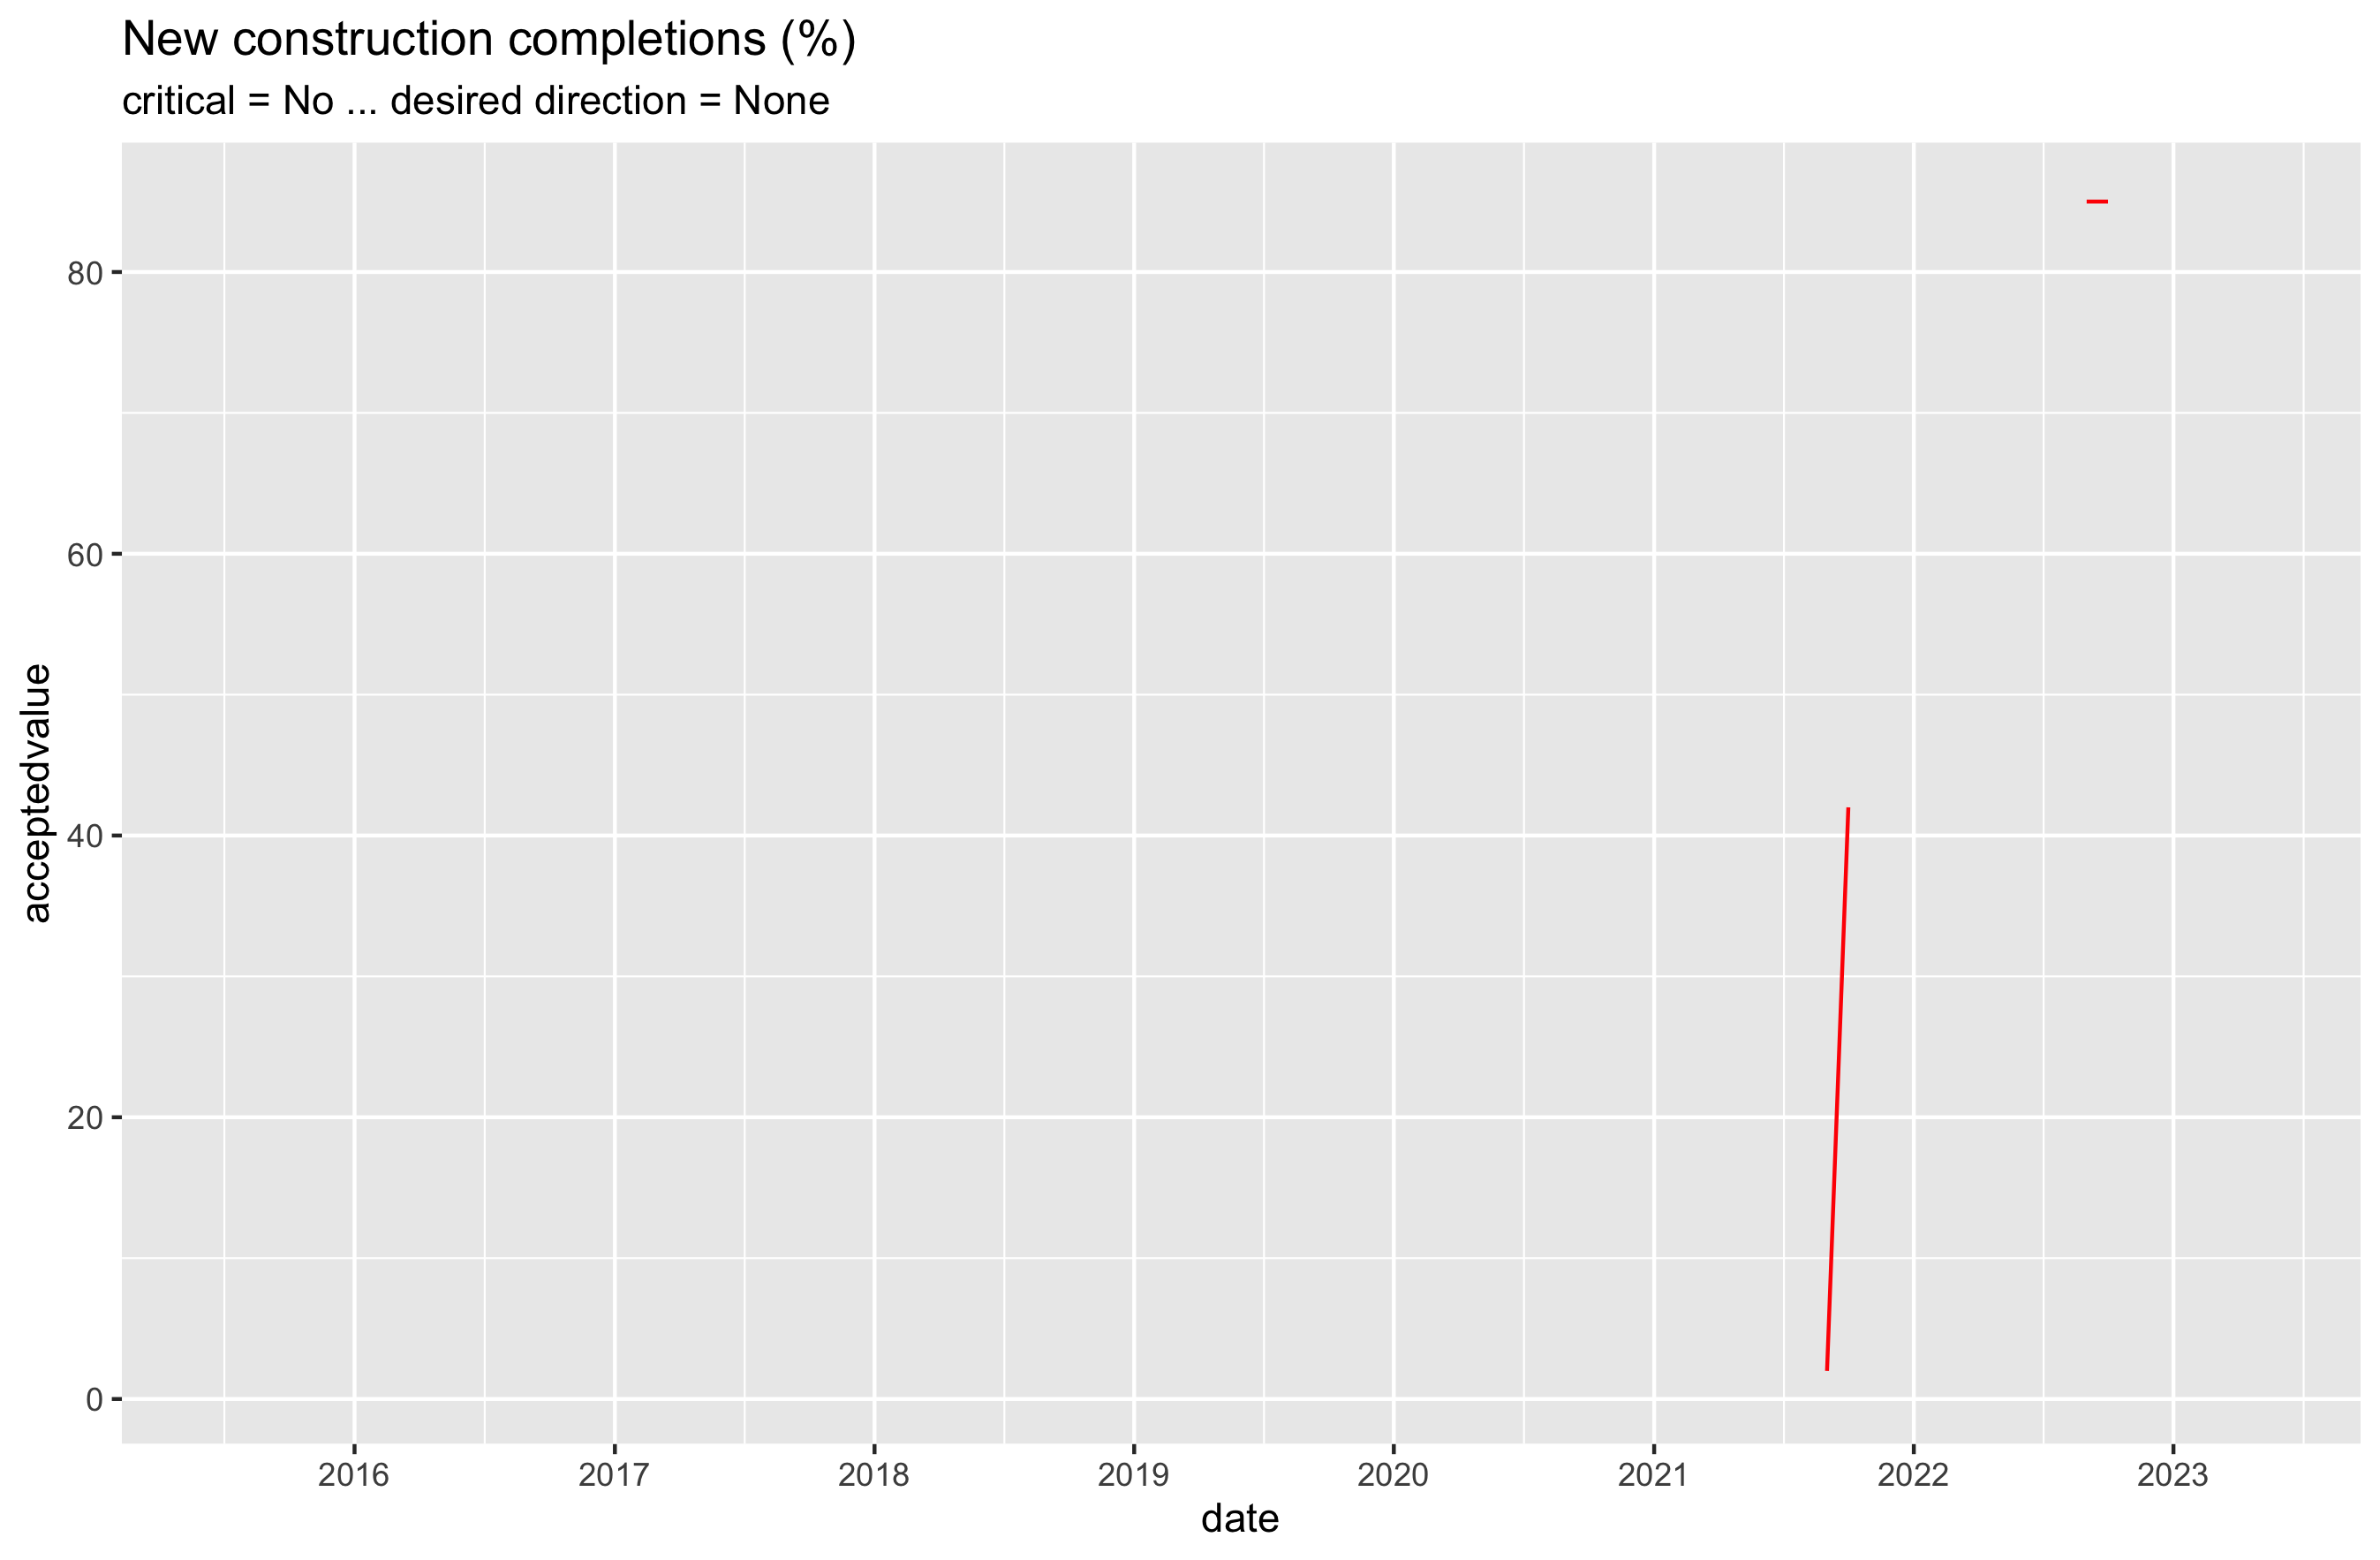 New construction completions (%)
critical = No ... desired direction = None
acceptedvalue
80
60
40
20
0
2016 2017 2018 2019 2020 2021 2022 2023
date